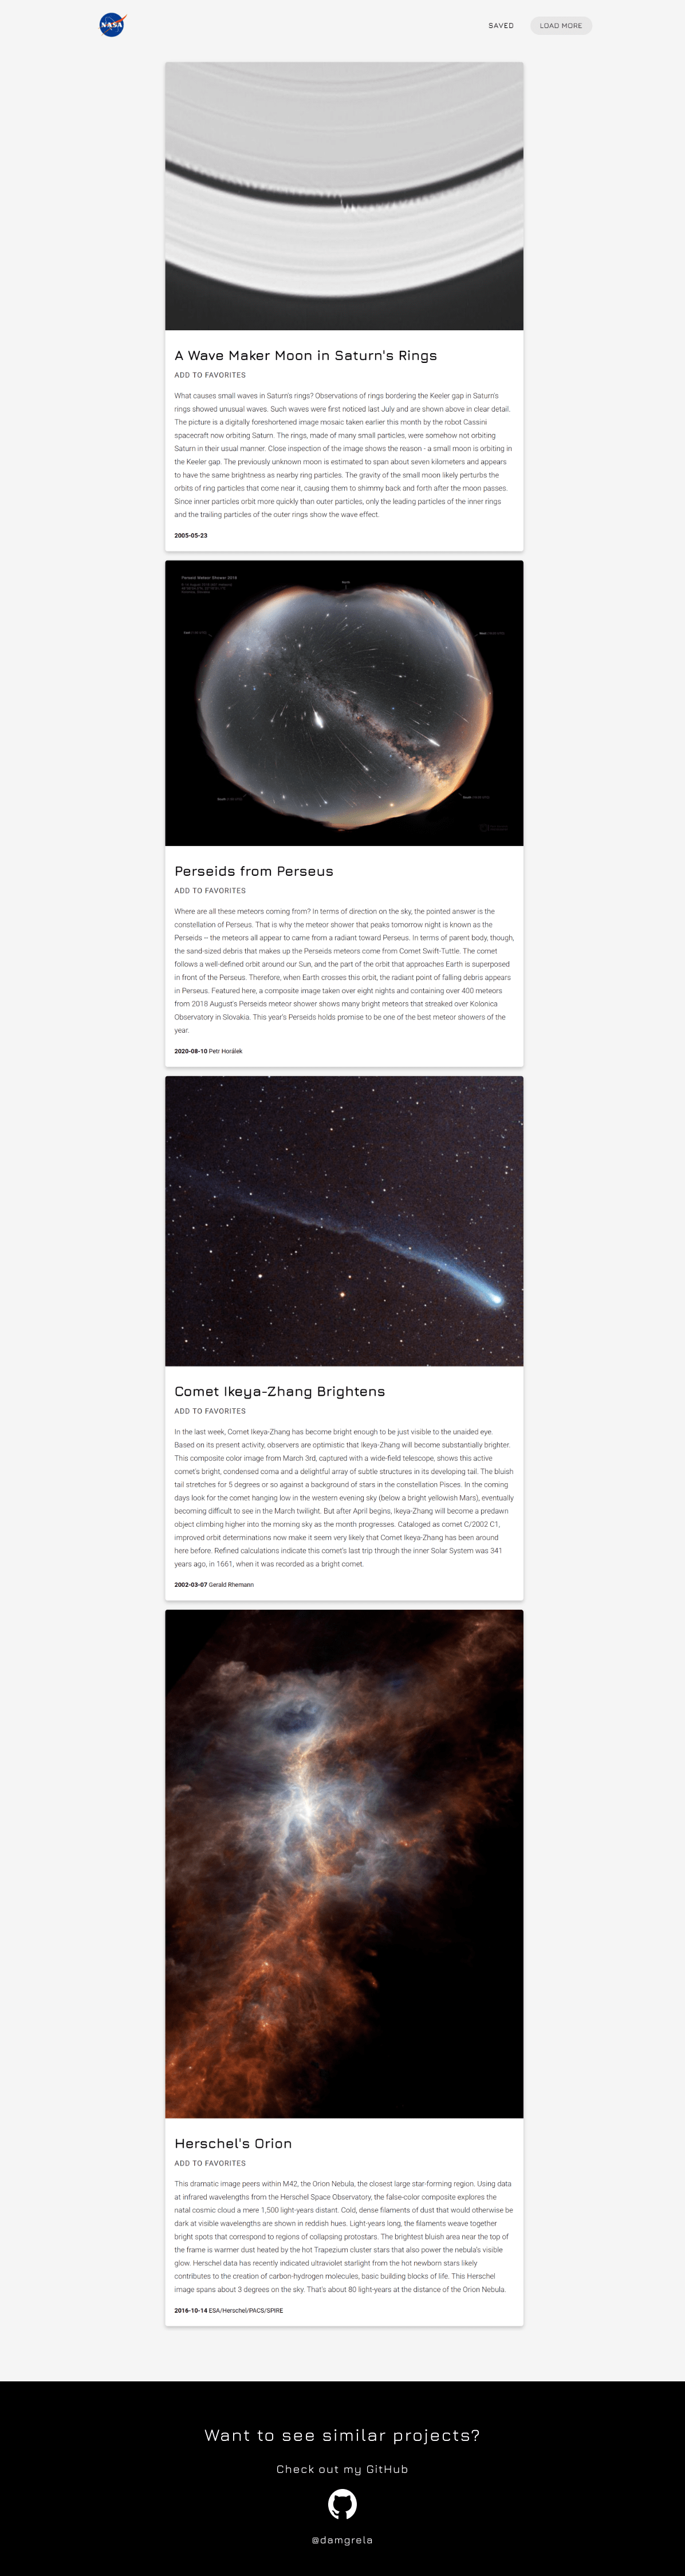 NASA
SAVED
LOAD MORE
A Wave Maker Moon in Saturn's Rings
ADD TO FAVORITES
What causes small waves in Saturn's rings? Observations of rings bordering the Keeler gap in Saturn's
rings showed unusual waves. Such waves were first noticed last July and are shown above in clear detail.
The picture is a digitally foreshortened image mosaic taken earlier this month by the robot Cassini
spacecraft now orbiting Saturn. The rings, made of many small particles, were somehow not orbiting
Saturn in their usual manner. Close inspection of the image shows the reason - a small moon is orbiting in
the Keeler gap. The previously unknown moon is estimated to span about seven kilometers and appears
to have the same brightness as nearby ring particles. The gravity of the small moon likely perturbs the
orbits of ring particles that come near it, causing them to shimmy back and forth after the moon passes.
Since inner particles orbit more quickly than outer particles, only the leading particles of the inner rings
and the trailing particles of the outer rings show the wave effect.
2005-05-23
Perseid Meteor Shower 2018
Perseids from Perseus
ADD TO FAVORITES
Where are all these meteors coming from? In terms of direction on the sky, the pointed answer is the
constellation of Perseus. That is why the meteor shower that peaks tomorrow night is known as the
Perseids -- the meteors all appear to came from a radiant toward Perseus. In terms of parent body, though,
the sand-sized debris that makes up the Perseids meteors come from Comet Swift-Tuttle. The comet
follows a well-defined orbit around our Sun, and the part of the orbit that approaches Earth is superposed
in front of the Perseus. Therefore, when Earth crosses this orbit, the radiant point of falling debris appears
in Perseus. Featured here, a composite image taken over eight nights and containing over 400 meteors
from 2018 August's Perseids meteor shower shows many bright meteors that streaked over Kolonica
Observatory in Slovakia. This year's Perseids holds promise to be one of the best meteor showers of the
year.
2020-08-10 Petr Horálek
Comet Ikeya-Zhang Brightens
ADD TO FAVORITES
In the last week, Comet Ikeya-Zhang has become bright enough to be just visible to the unaided eye.
Based on its present activity, observers are optimistic that Ikeya-Zhang will become substantially brighter.
This composite color image from March 3rd, captured with a wide-field telescope, shows this active
comet's bright, condensed coma and a delightful array of subtle structures in its developing tail. The bluish
tail stretches for 5 degrees or so against a background of stars in the constellation Pisces. In the coming
days look for the comet hanging low in the western evening sky (below a bright yellowish Mars), eventually
becoming difficult to see in the March twilight. But after April begins, Ikeya-Zhang will become a predawn
object climbing higher into the morning sky as the month progresses. Cataloged as comet C/2002 C1,
improved orbit determinations now make it seem very likely that Comet Ikeya-Zhang has been around
here before. Refined calculations indicate this comet's last trip through the inner Solar System was 341
years ago, in 1661, when it was recorded as a bright comet.
2002-03-07 Gerald Rhemann
Herschel's Orion
ADD TO FAVORITES
This dramatic image peers within M42, the Orion Nebula, the closest large star-forming region. Using data
at infrared wavelengths from the Herschel Space Observatory, the false-color composite explores the
natal cosmic cloud a mere 1,500 light-years distant. Cold, dense filaments of dust that would otherwise be
dark at visible wavelengths are shown in reddish hues. Light-years long, the filaments weave together
bright spots that correspond to regions of collapsing protostars. The brightest bluish area near the top of
the frame is warmer dust heated by the hot Trapezium cluster stars that also power the nebula's visible
glow. Herschel data has recently indicated ultraviolet starlight from the hot newborn stars likely
contributes to the creation of carbon-hydrogen molecules, basic building blocks of life. This Herschel
image spans about 3 degrees on the sky. That's about 80 light-years at the distance of the Orion Nebula.
2016-10-14 ESA/Herschel/PACS/SPIRE
Want to see similar projects?
Check out my GitHub
@damgrela